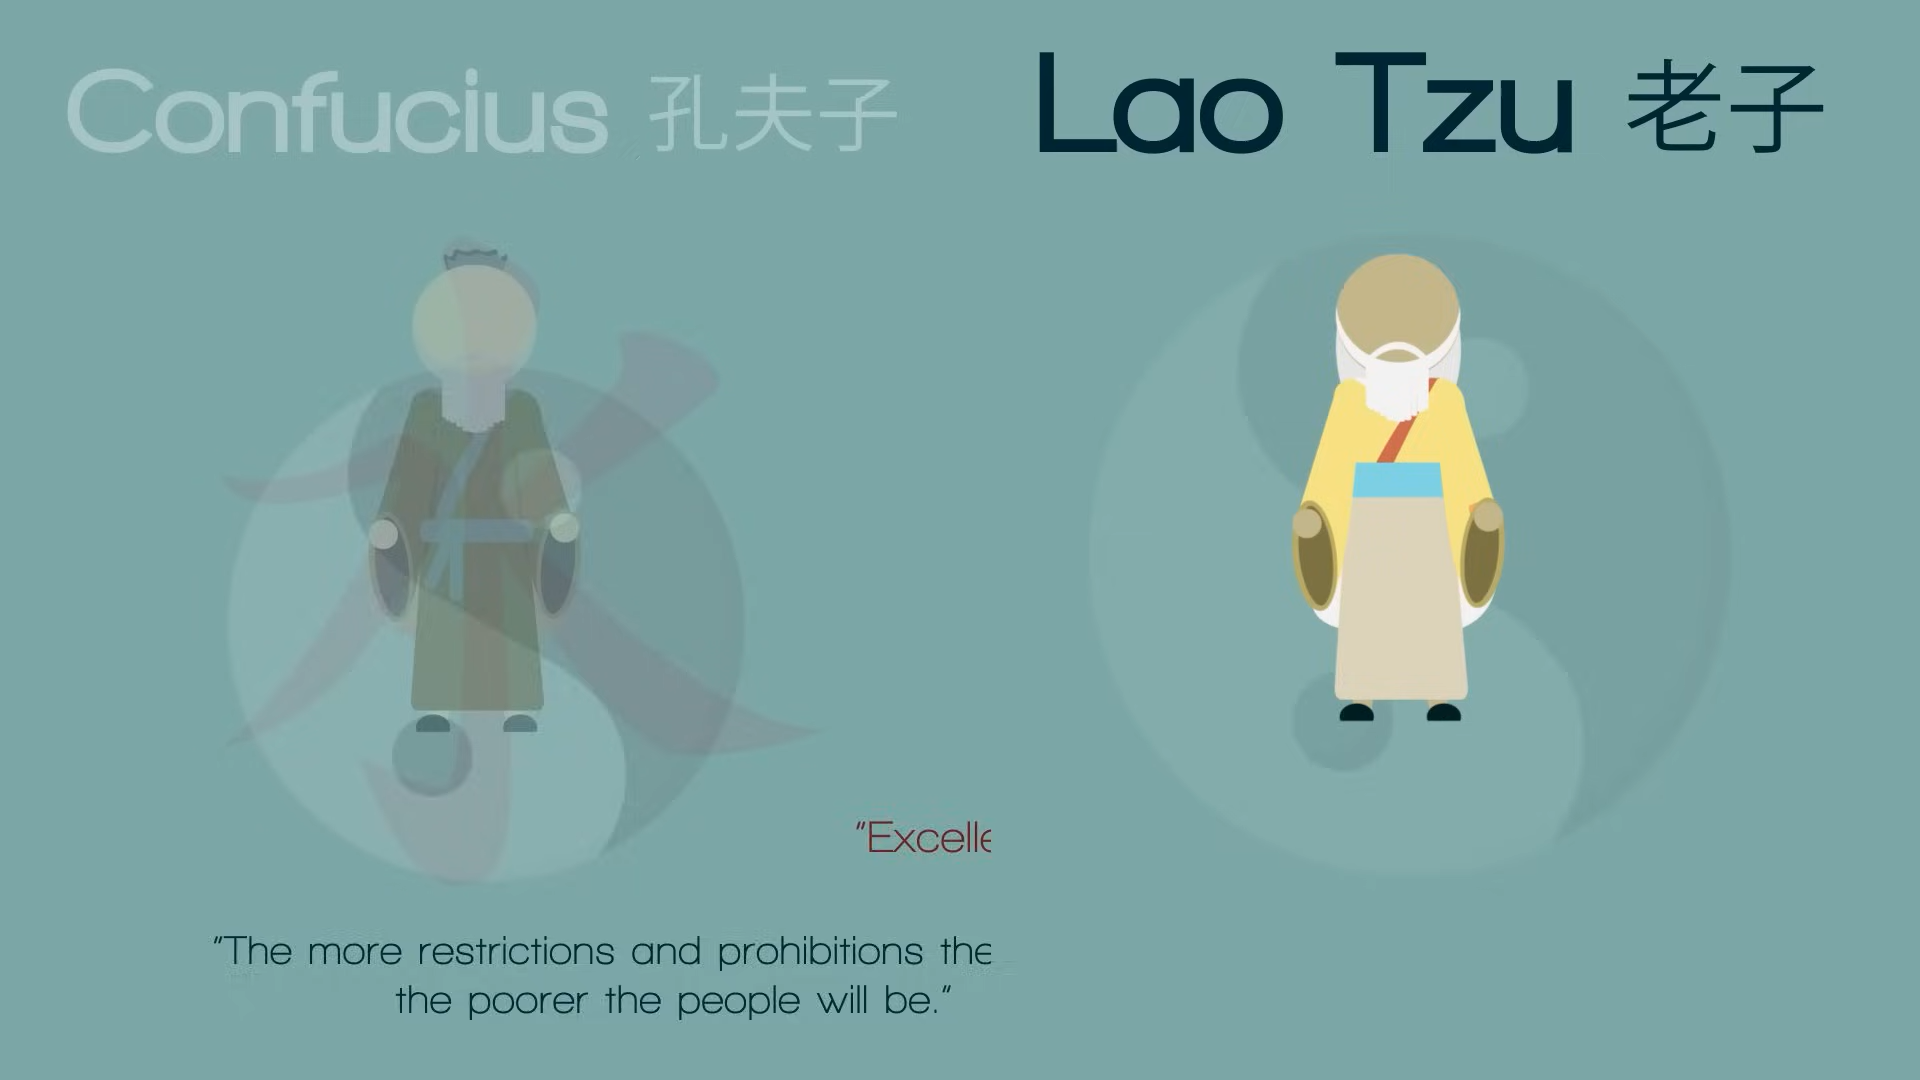 Confucius 孔夫子
Lao Tzu 老子
"Excelle
"The more restrictions and prohibitions the
the poorer the people will be."